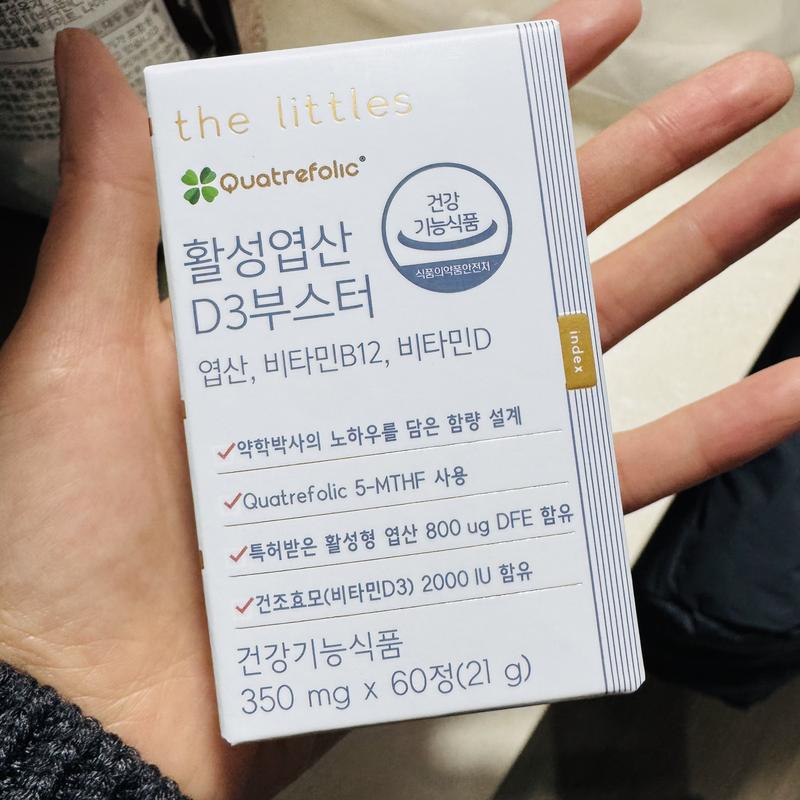 the littles
Quatrefolic®
건강
기능식품
식품의약품안전처
활성엽산
D3부스터
엽산, 비타민B12, 비타민D
index
약학박사의 노하우를 담은 함량 설계
Quatrefolic 5-MTHF 사용
특허받은 활성형 엽산 800 ug DFE 함유
건조효모(비타민D3) 2000 IU 함유
건강기능식품
350 mg x 60정(21 g)